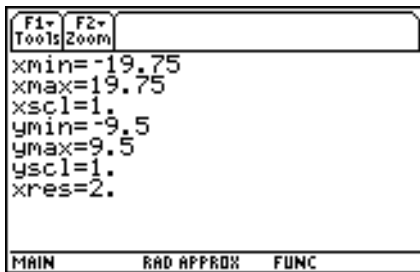 F1▾ F2▾
Tools Zoom
xmin=⁻19.75
xmax=19.75
xscl=1.
ymin=⁻9.5
ymax=9.5
yscl=1.
xres=2.
MAIN RAD APPROX FUNC